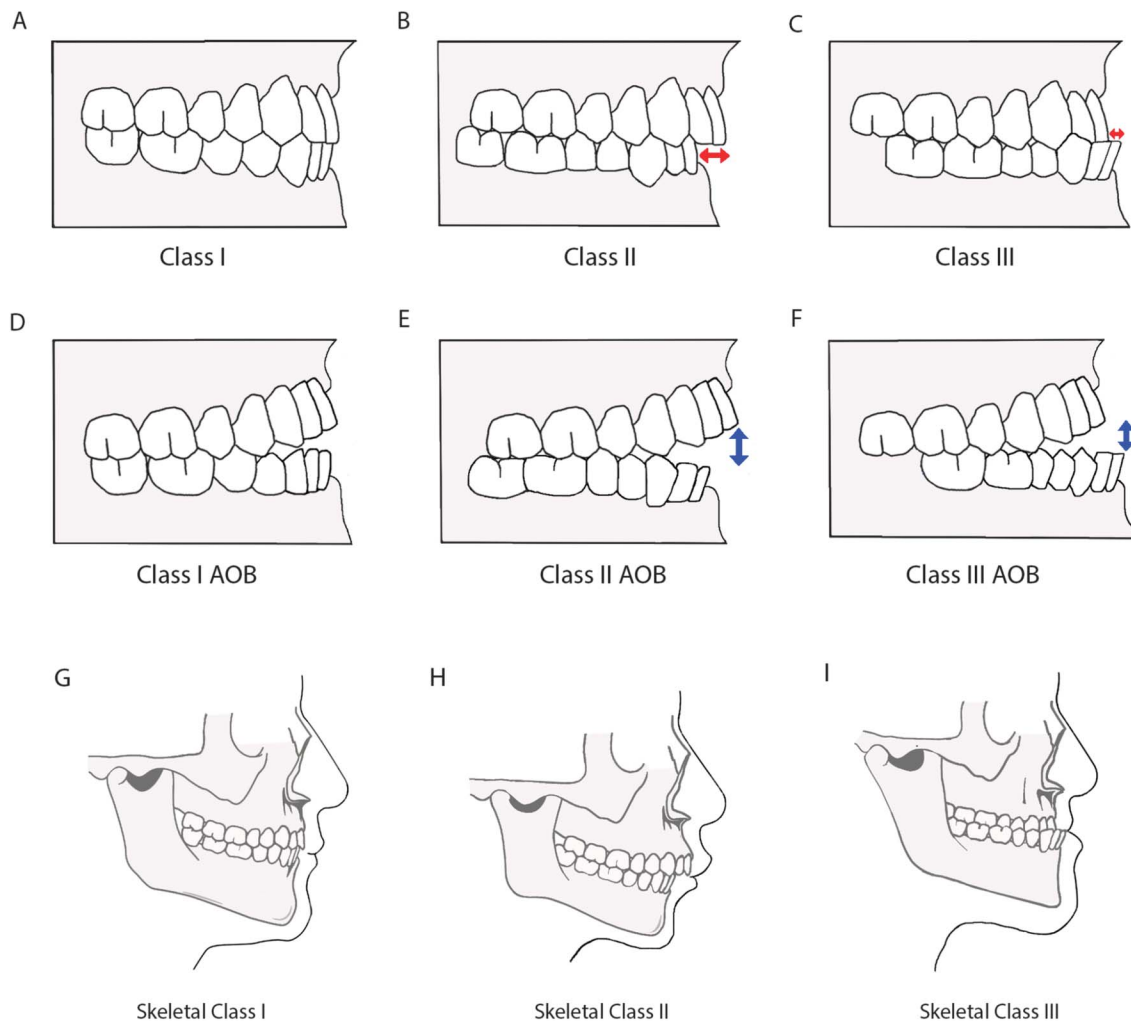 A
B
C
Class I
Class II
Class III
D
E
F
Class I AOB
Class II AOB
Class III AOB
G
H
I
Skeletal Class I
Skeletal Class II
Skeletal Class III